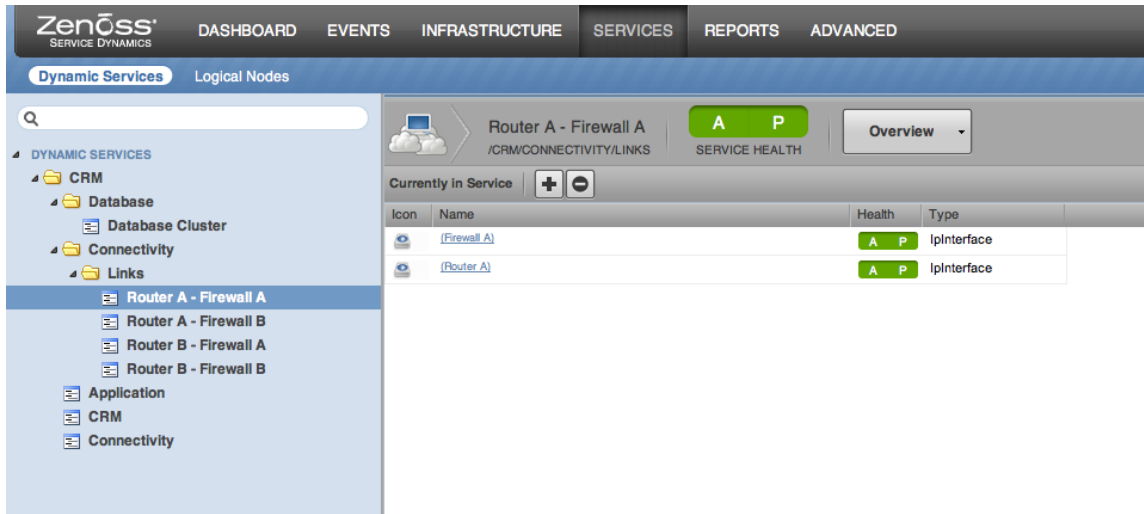 Zenoss
SERVICE DYNAMICS
DASHBOARD EVENTS INFRASTRUCTURE SERVICES REPORTS ADVANCED
Dynamic Services Logical Nodes
DYNAMIC SERVICES
CRM
Database
Database Cluster
Connectivity
Links
Router A - Firewall A
Router A - Firewall B
Router B - Firewall A
Router B - Firewall B
Application
CRM
Connectivity
Router A - Firewall A
/CRM/CONNECTIVITY/LINKS
A P
SERVICE HEALTH
Overview
Currently in Service
Icon Name Health Type
(Firewall A) A P IpInterface
(Router A) A P IpInterface